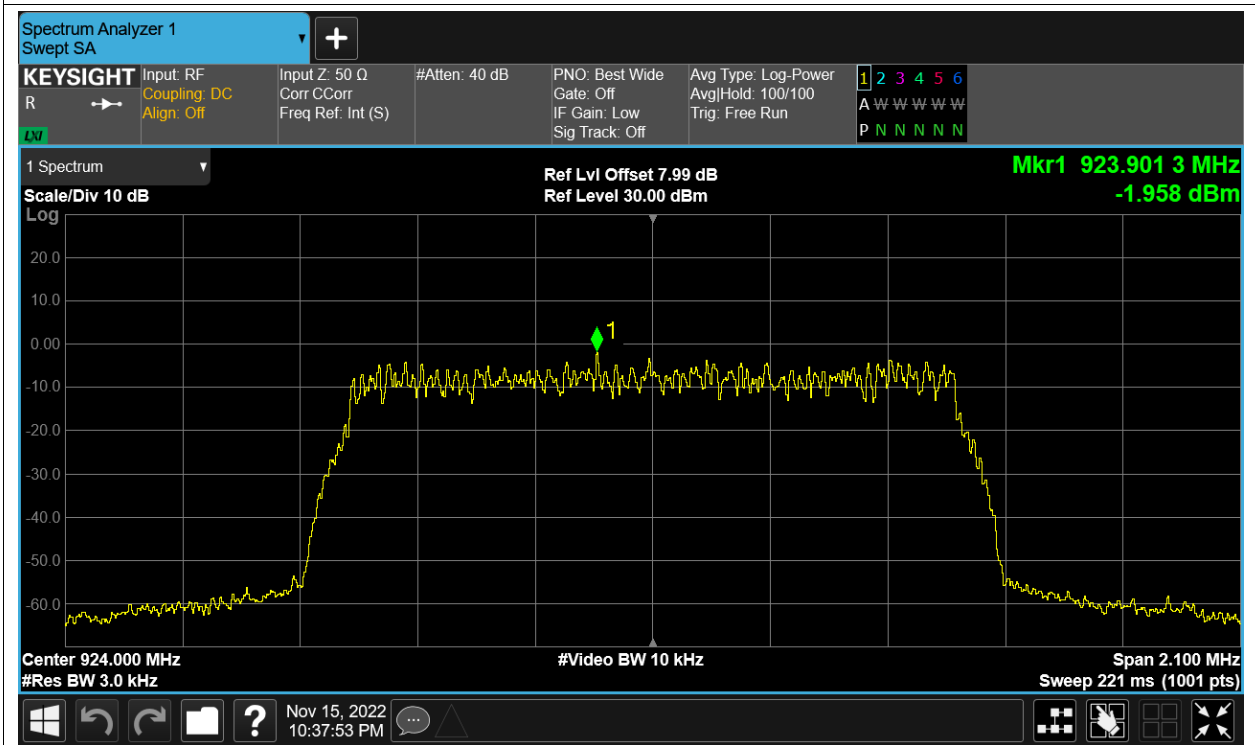 Spectrum Analyzer 1
Swept SA
KEYSIGHT
R
LXI
Input: RF
Coupling: DC
Align: Off
Input Z: 50 Ω
Corr CCorr
Freq Ref: Int (S)
#Atten: 40 dB
PNO: Best Wide
Gate: Off
IF Gain: Low
Sig Track: Off
Avg Type: Log-Power
Avg|Hold: 100/100
Trig: Free Run
1 2 3 4 5 6
A W W W W W
P N N N N N
1 Spectrum
Scale/Div 10 dB
Log
Ref Lvl Offset 7.99 dB
Ref Level 30.00 dBm
Mkr1 923.901 3 MHz
-1.958 dBm
20.0
10.0
0.00
-10.0
-20.0
-30.0
-40.0
-50.0
-60.0
1
Center 924.000 MHz
#Res BW 3.0 kHz
#Video BW 10 kHz
Span 2.100 MHz
Sweep 221 ms (1001 pts)
?
Nov 15, 2022
10:37:53 PM